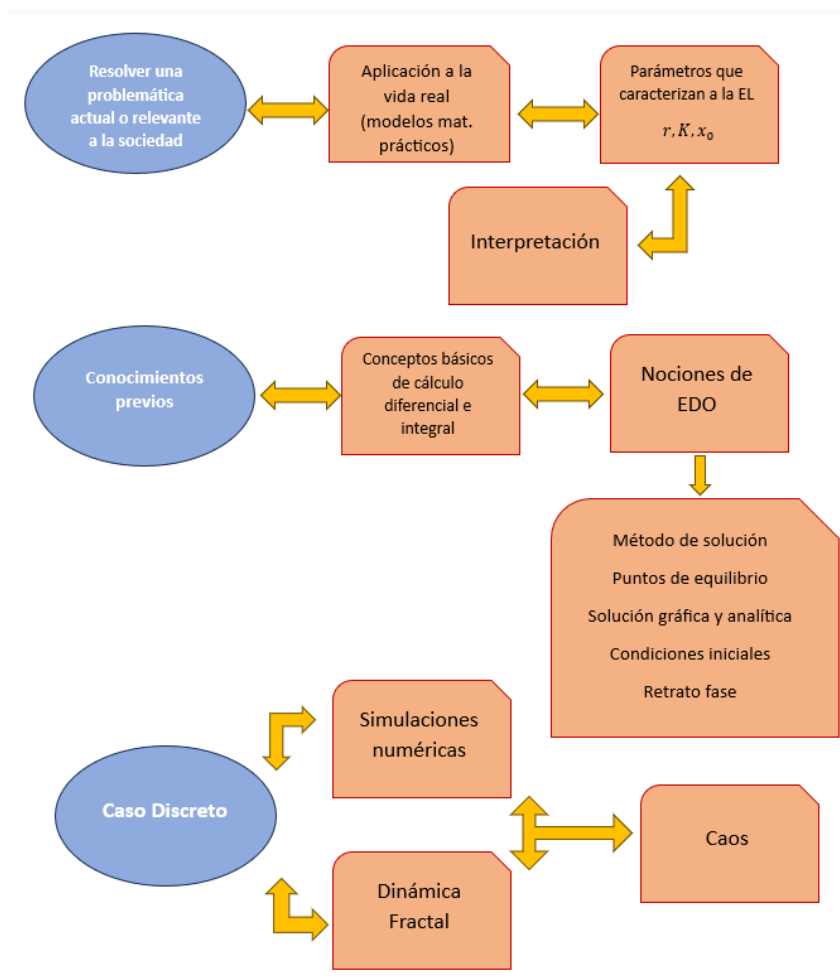 Resolver una
problemática
actual o relevante
a la sociedad
Aplicación a la
vida real
(modelos mat.
prácticos)
Parámetros que
caracterizan a la EL
r, K, x₀
Interpretación
Conocimientos
previos
Conceptos básicos
de cálculo
diferencial e
integral
Nociones de
EDO
Método de solución
Puntos de equilibrio
Solución gráfica y analítica
Condiciones iniciales
Retrato fase
Simulaciones
numéricas
Caso Discreto
Caos
Dinámica
Fractal